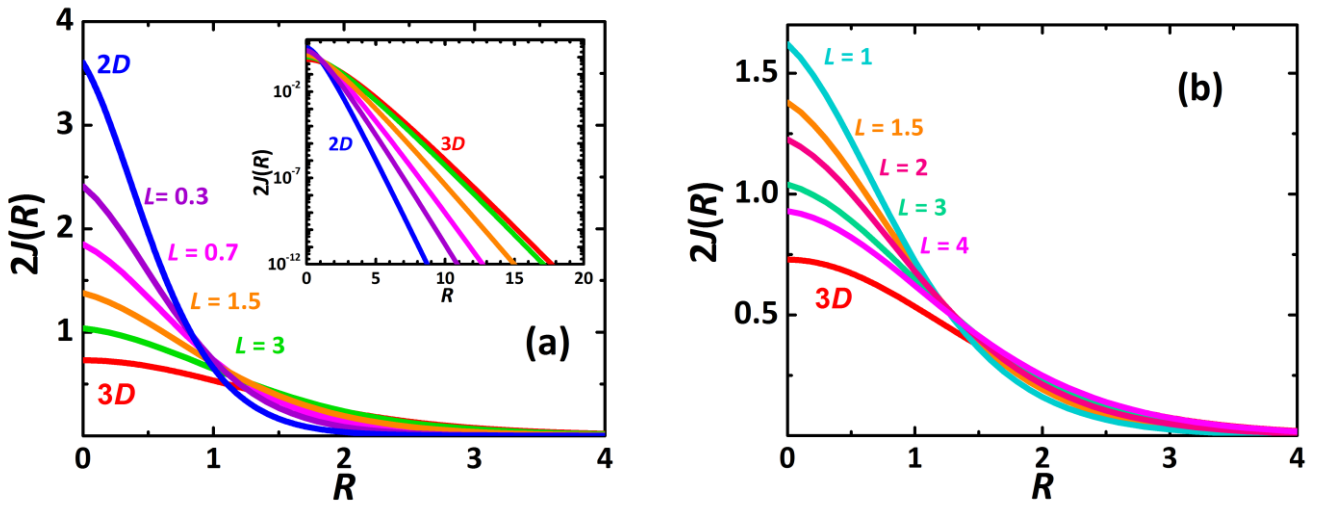 4
3
2
1
0
1
2
3
4
2J(R)
R
2D
L= 0.3
L = 0.7
L = 1.5
L = 3
3D
(a)
10-2
10-7
10-12
0
5
10
15
20
2J(R)
R
2D
3D
1.5
1.0
0.5
0
1
2
3
4
2J(R)
R
L = 1
L = 1.5
L = 2
L = 3
L = 4
3D
(b)